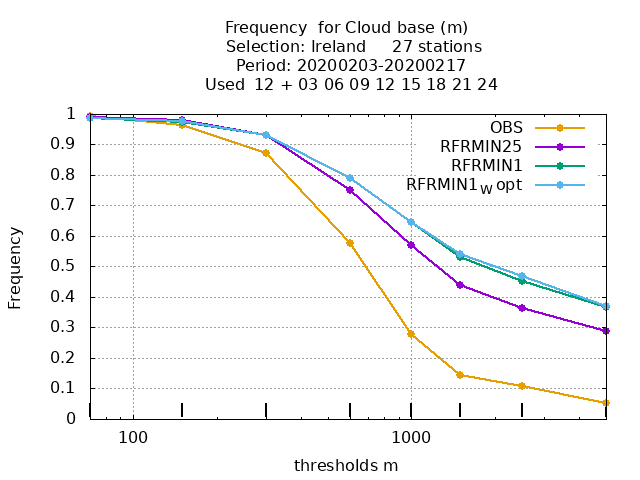 Frequency  for Cloud base (m)
Selection: Ireland     27 stations
Period: 20200203-20200217
Used  12 + 03 06 09 12 15 18 21 24
OBS
RFRMIN25
RFRMIN1
RFRMIN1W opt
1
0.9
0.8
0.7
0.6
0.5
0.4
0.3
0.2
0.1
0
Frequency
100
1000
thresholds m